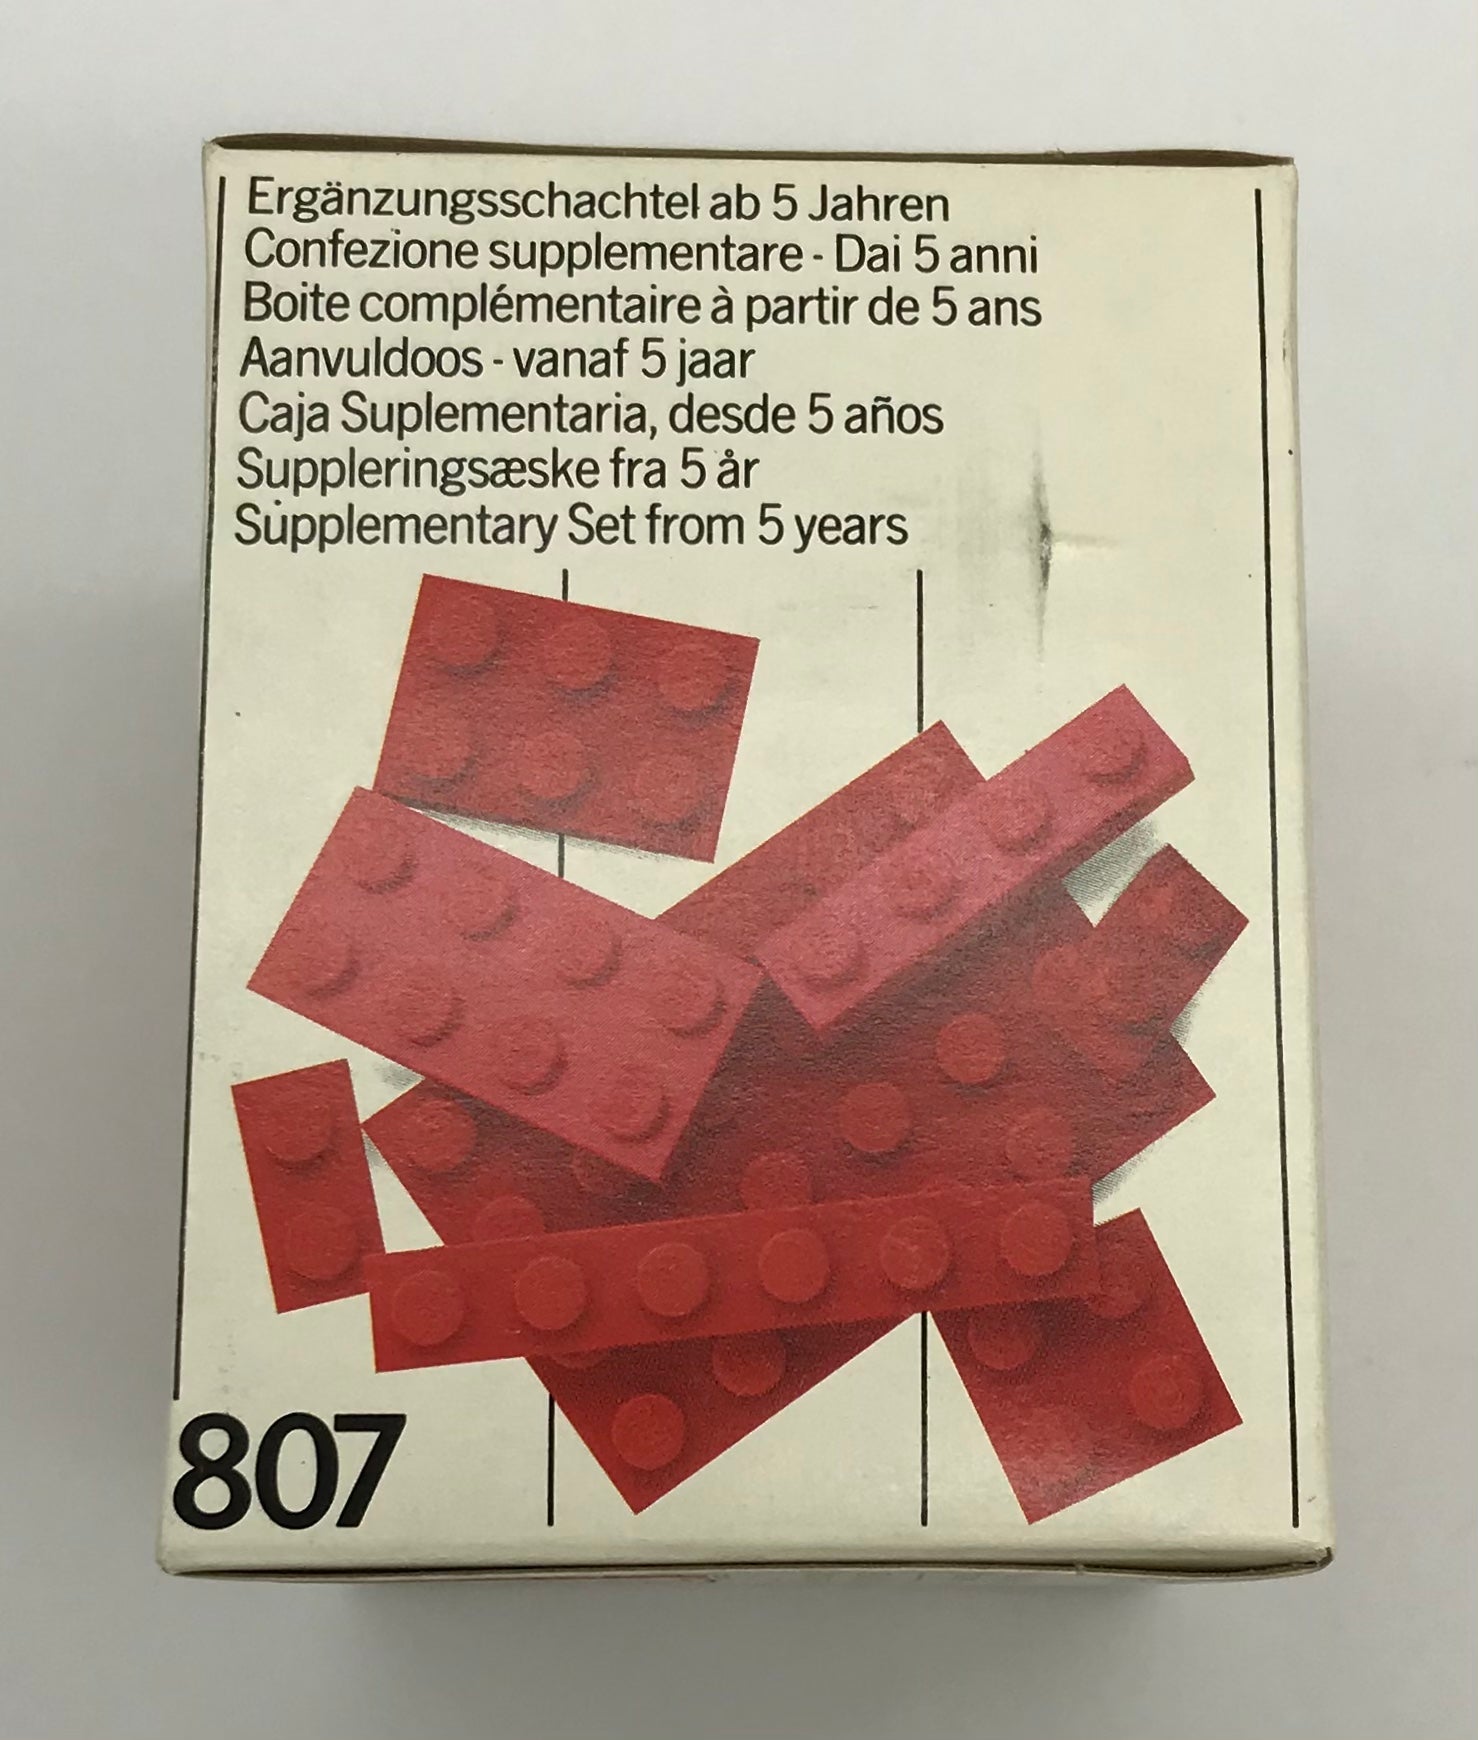 Ergänzungsschachtel ab 5 Jahren
Confezione supplementare - Dai 5 anni
Boite complémentaire à partir de 5 ans
Aanvuldoos - vanaf 5 jaar
Caja Suplementaria, desde 5 años
Suppleringsæske fra 5 år
Supplementary Set from 5 years
807